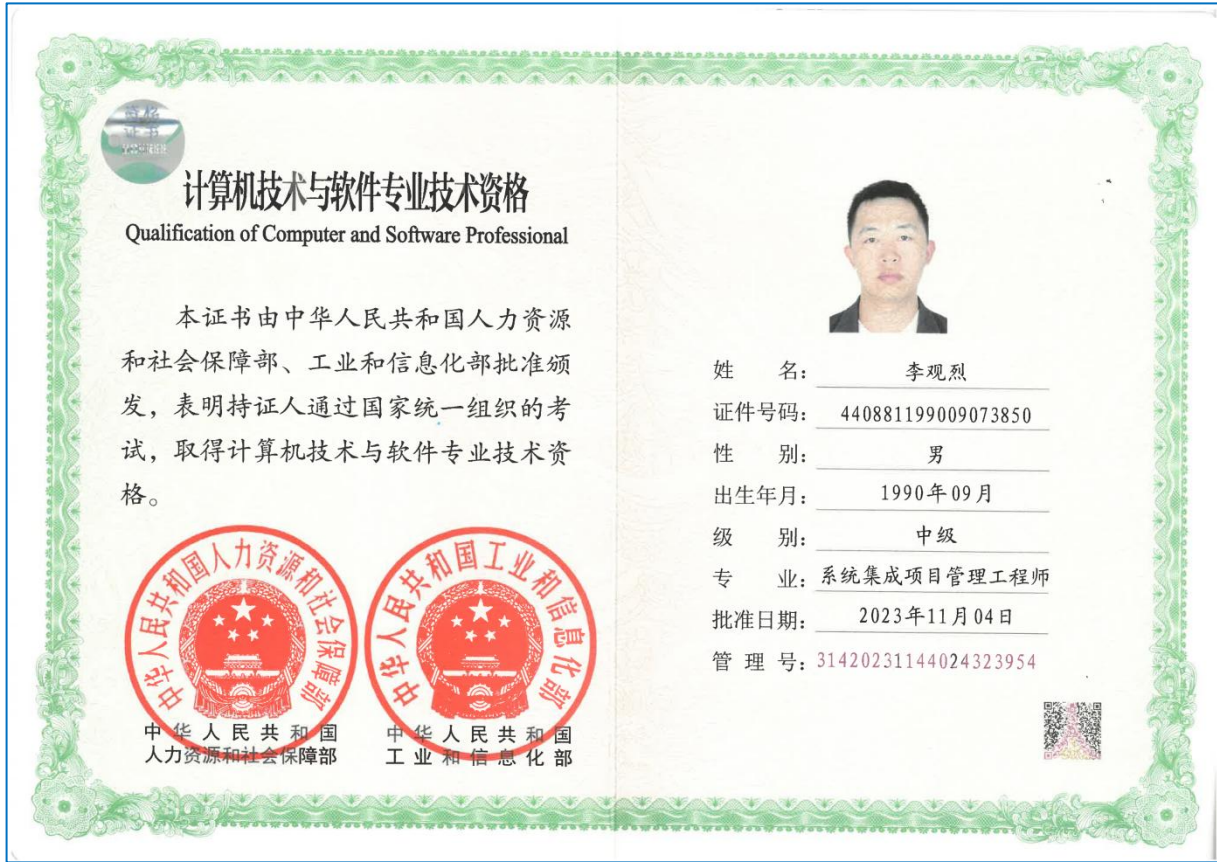 资格
证书
计算机技术与软件专业技术资格
Qualification of Computer and Software Professional
本证书由中华人民共和国人力资源
和社会保障部、工业和信息化部批准颁
发，表明持证人通过国家统一组织的考
试，取得计算机技术与软件专业技术资
格。
中华人民共和国人力资源和社会保障部
中华人民共和国工业和信息化部
中华人民共和国
人力资源和社会保障部
中华人民共和国
工业和信息化部
姓 名： 李观烈
证件号码： 440881199009073850
性 别： 男
出生年月： 1990年09月
级 别： 中级
专 业： 系统集成项目管理工程师
批准日期： 2023年11月04日
管 理 号： 31420231144024323954